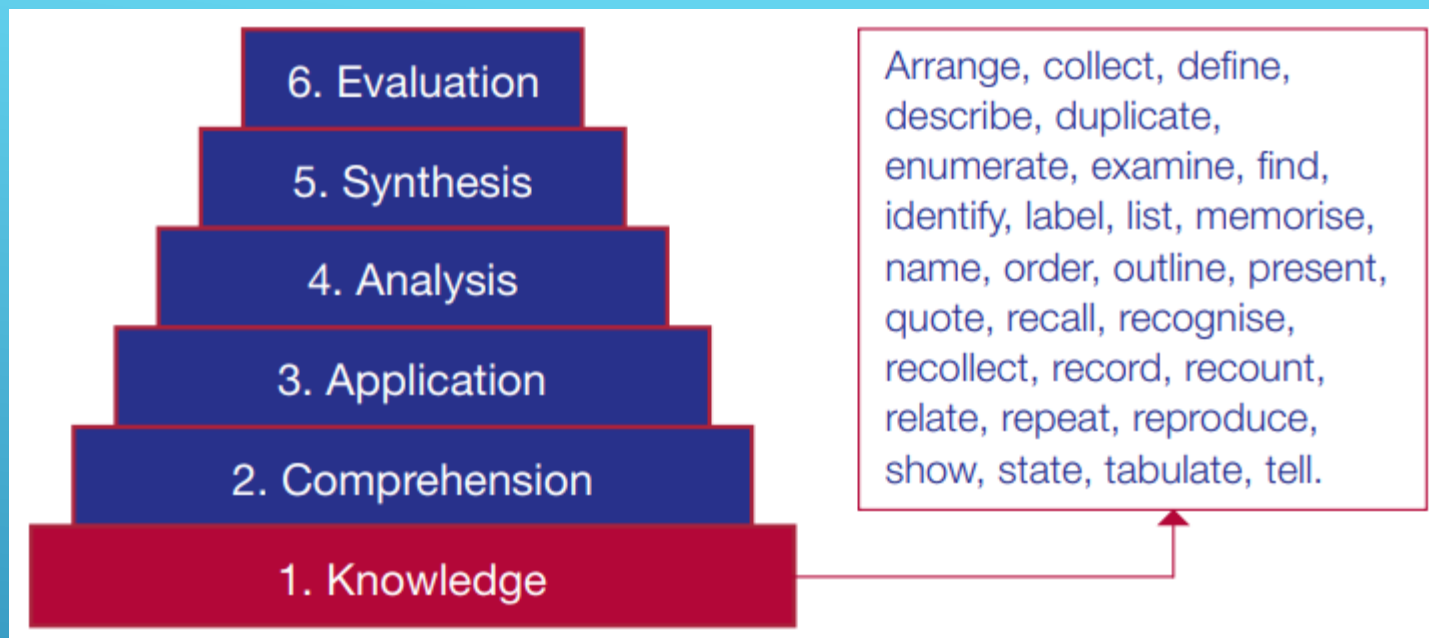 6. Evaluation
5. Synthesis
4. Analysis
3. Application
2. Comprehension
1. Knowledge
Arrange, collect, define,
describe, duplicate,
enumerate, examine, find,
identify, label, list, memorise,
name, order, outline, present,
quote, recall, recognise,
recollect, record, recount,
relate, repeat, reproduce,
show, state, tabulate, tell.